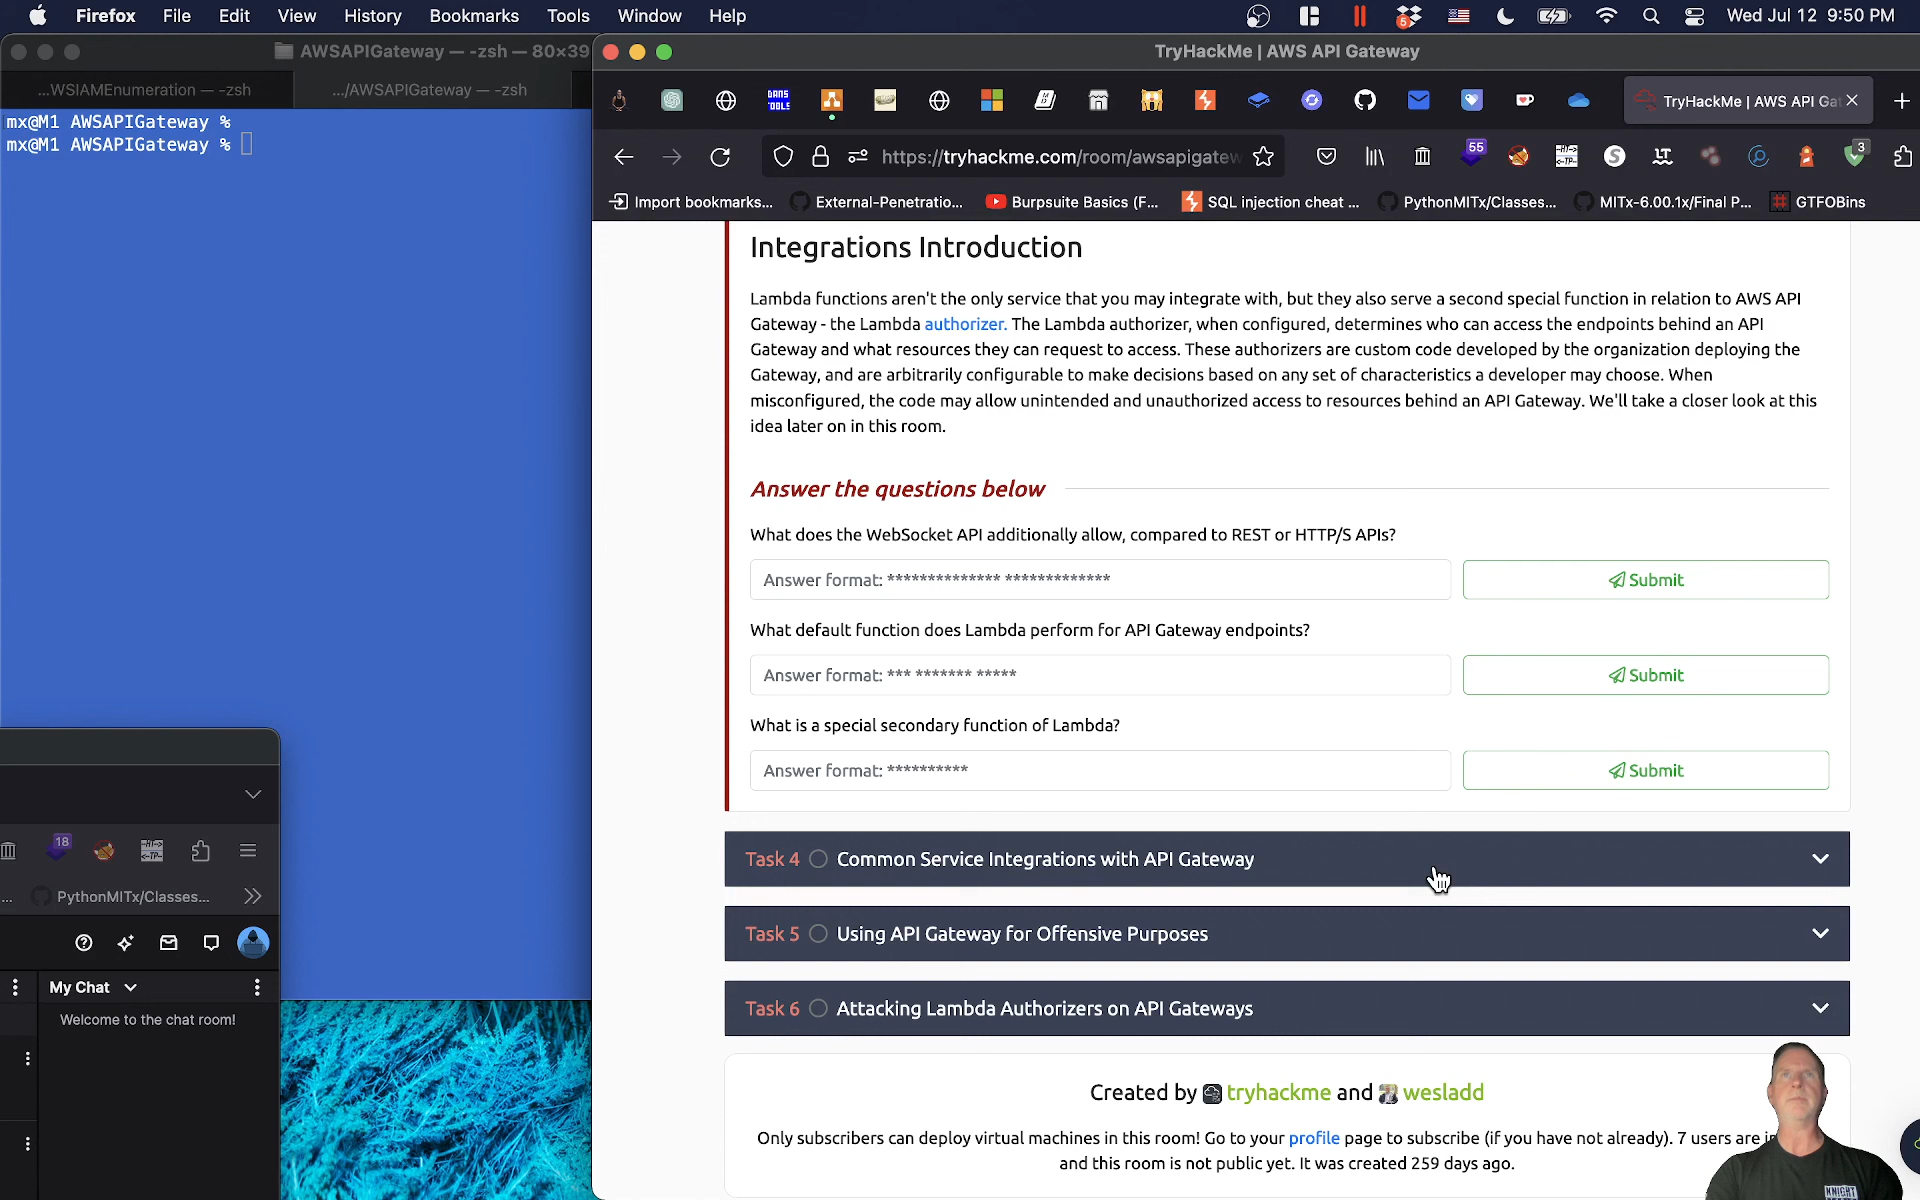 Firefox File Edit View History Bookmarks Tools Window Help
5
Wed Jul 12 9:50 PM
AWSAPIGateway — -zsh — 80×39
...WSIAMEnumeration — -zsh
.../AWSAPIGateway — -zsh
mx@M1 AWSAPIGateway %
mx@M1 AWSAPIGateway %
TryHackMe | AWS API Gateway
DANS TOOLS
TryHackMe | AWS API Gat
https://tryhackme.com/room/awsapigatew
55
3
Import bookmarks...
External-Penetratio...
Burpsuite Basics (F...
SQL injection cheat ...
PythonMITx/Classes...
MITx-6.00.1x/Final P...
GTFOBins
Integrations Introduction
Lambda functions aren't the only service that you may integrate with, but they also serve a second special function in relation to AWS API
Gateway - the Lambda authorizer. The Lambda authorizer, when configured, determines who can access the endpoints behind an API
Gateway and what resources they can request to access. These authorizers are custom code developed by the organization deploying the
Gateway, and are arbitrarily configurable to make decisions based on any set of characteristics a developer may choose. When
misconfigured, the code may allow unintended and unauthorized access to resources behind an API Gateway. We'll take a closer look at this
idea later on in this room.
Answer the questions below
What does the WebSocket API additionally allow, compared to REST or HTTP/S APIs?
Answer format: ************** *************
Submit
What default function does Lambda perform for API Gateway endpoints?
Answer format: *** ******* *****
Submit
What is a special secondary function of Lambda?
Answer format: **********
Submit
Task 4 Common Service Integrations with API Gateway
Task 5 Using API Gateway for Offensive Purposes
Task 6 Attacking Lambda Authorizers on API Gateways
Created by tryhackme and wesladd
Only subscribers can deploy virtual machines in this room! Go to your profile page to subscribe (if you have not already). 7 users are in
and this room is not public yet. It was created 259 days ago.
18
... PythonMITx/Classes...
My Chat
Welcome to the chat room!
KNIGHT